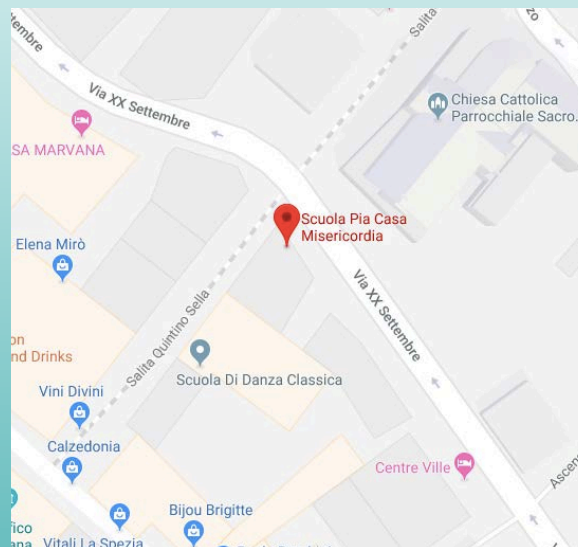 Salita
Via XX Settembre
Chiesa Cattolica
Parrocchiale Sacro.
SA MARVANA
Scuola Pia Casa
Misericordia
Elena Mirò
Via XX Settembre
Salita Quintino Sella
nd Drinks
Scuola Di Danza Classica
Vini Divini
Calzedonia
Centre Ville
Bijou Brigitte
Vitali La Spezia